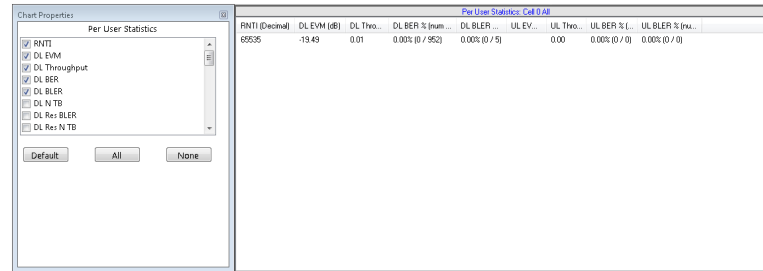 Chart Properties
Per User Statistics
RNTI
DL EVM
DL Throughput
DL BER
DL BLER
DL N TB
DL Res BLER
DL Res N TB
Default All None
Per User Statistics: Cell 0 All
RNTI (Decimal) DL EVM (dB) DL Thro... DL BER % (num ... DL BLER ... UL EV... UL Thro... UL BER % (... UL BLER % (nu...
65535 -19.49 0.01 0.00% (0 / 952) 0.00% (0 / 5) 0.00 0.00% (0 / 0) 0.00% (0 / 0)